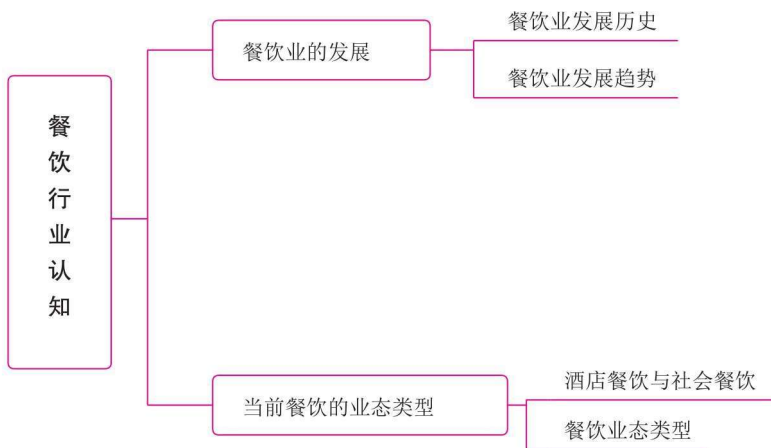 餐饮行业认知
餐饮业的发展
餐饮业发展历史
餐饮业发展趋势
当前餐饮的业态类型
酒店餐饮与社会餐饮
餐饮业态类型